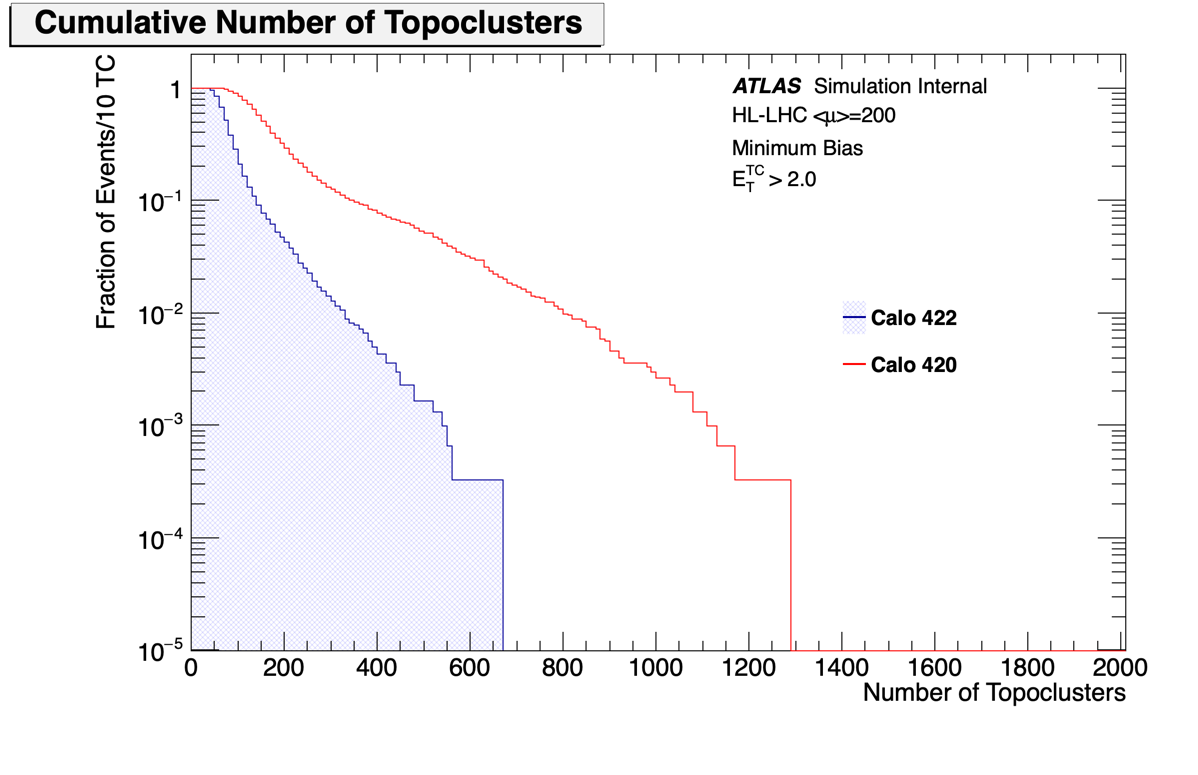 Cumulative Number of Topoclusters
Fraction of Events/10 TC
1
10−1
10−2
10−3
10−4
10−5
ATLAS Simulation Internal
HL-LHC <μ>=200
Minimum Bias
E_T^TC > 2.0
Calo 422
Calo 420
0 200 400 600 800 1000 1200 1400 1600 1800 2000
Number of Topoclusters